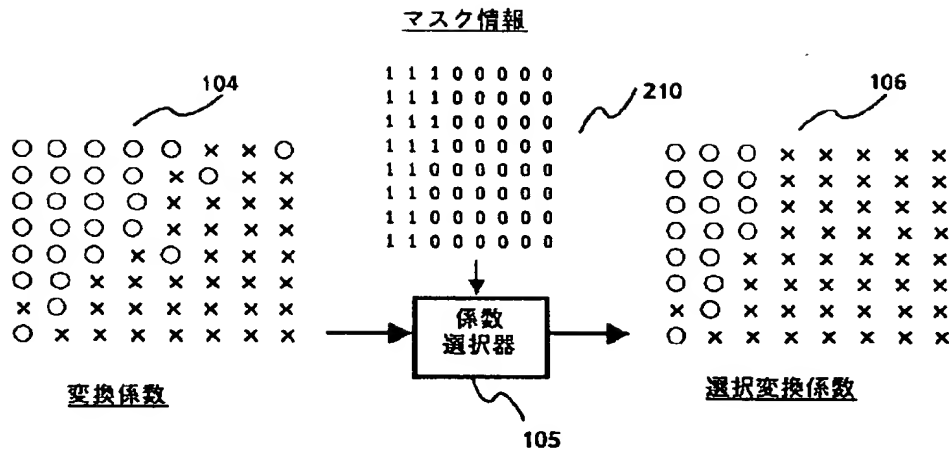 マスク情報
1 1 1 0 0 0 0 0
1 1 1 0 0 0 0 0
1 1 1 0 0 0 0 0
1 1 1 0 0 0 0 0
1 1 0 0 0 0 0 0
1 1 0 0 0 0 0 0
1 1 0 0 0 0 0 0
1 1 0 0 0 0 0 0
210
104
○ ○ ○ ○ ○ × × ○
○ ○ ○ ○ × ○ × ×
○ ○ ○ ○ × × × ×
○ ○ ○ ○ × × × ×
○ ○ ○ × ○ × × ×
○ ○ × × × × × ×
× ○ × × × × × ×
○ × × × × × × ×
変換係数
係数
選択器
105
106
○ ○ ○ × × × × ×
○ ○ ○ × × × × ×
○ ○ ○ × × × × ×
○ ○ ○ × × × × ×
○ ○ × × × × × ×
○ ○ × × × × × ×
× ○ × × × × × ×
○ × × × × × × ×
選択変換係数